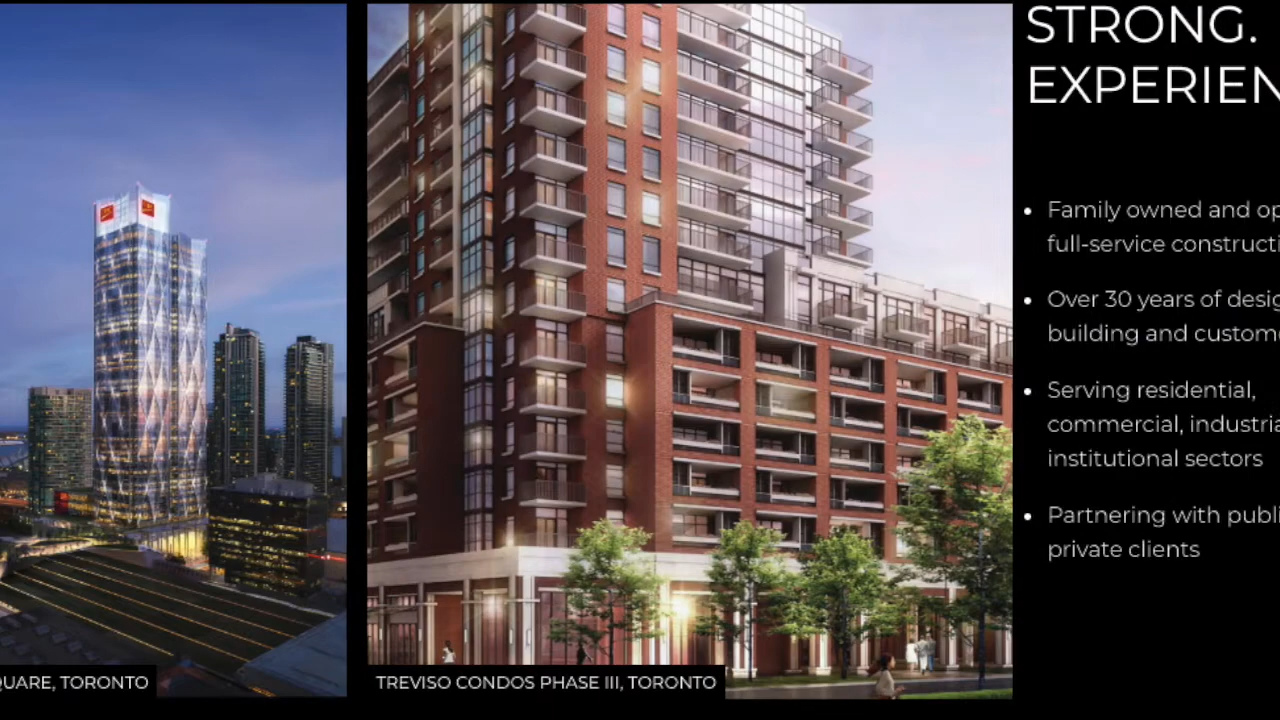 STRONG.
EXPERIEN
• Family owned and op
full-service constructi
• Over 30 years of desig
building and custome
• Serving residential,
commercial, industria
institutional sectors
• Partnering with publi
private clients
QUARE, TORONTO
TREVISO CONDOS PHASE III, TORONTO